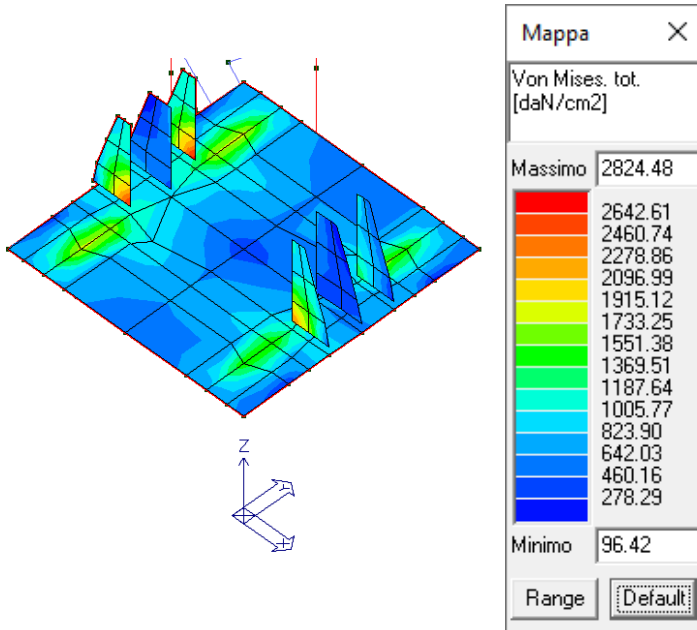 Mappa
Von Mises. tot.
[daN/cm2]
Massimo 2824.48
2642.61
2460.74
2278.86
2096.99
1915.12
1733.25
1551.38
1369.51
1187.64
1005.77
823.90
642.03
460.16
278.29
Minimo 96.42
Range Default
Z